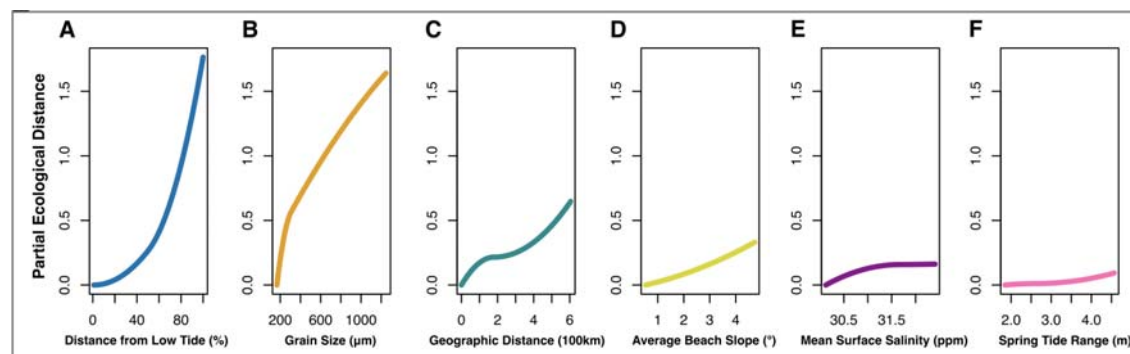 A B C D E F
Partial Ecological Distance
0.0 0.5 1.0 1.5
0 40 80
Distance from Low Tide (%)
0.0 0.5 1.0 1.5
200 600 1000
Grain Size (µm)
0.0 0.5 1.0 1.5
0 2 4 6
Geographic Distance (100km)
0.0 0.5 1.0 1.5
1 2 3 4
Average Beach Slope (°)
0.0 0.5 1.0 1.5
30.5 31.5
Mean Surface Salinity (ppm)
0.0 0.5 1.0 1.5
2.0 3.0 4.0
Spring Tide Range (m)